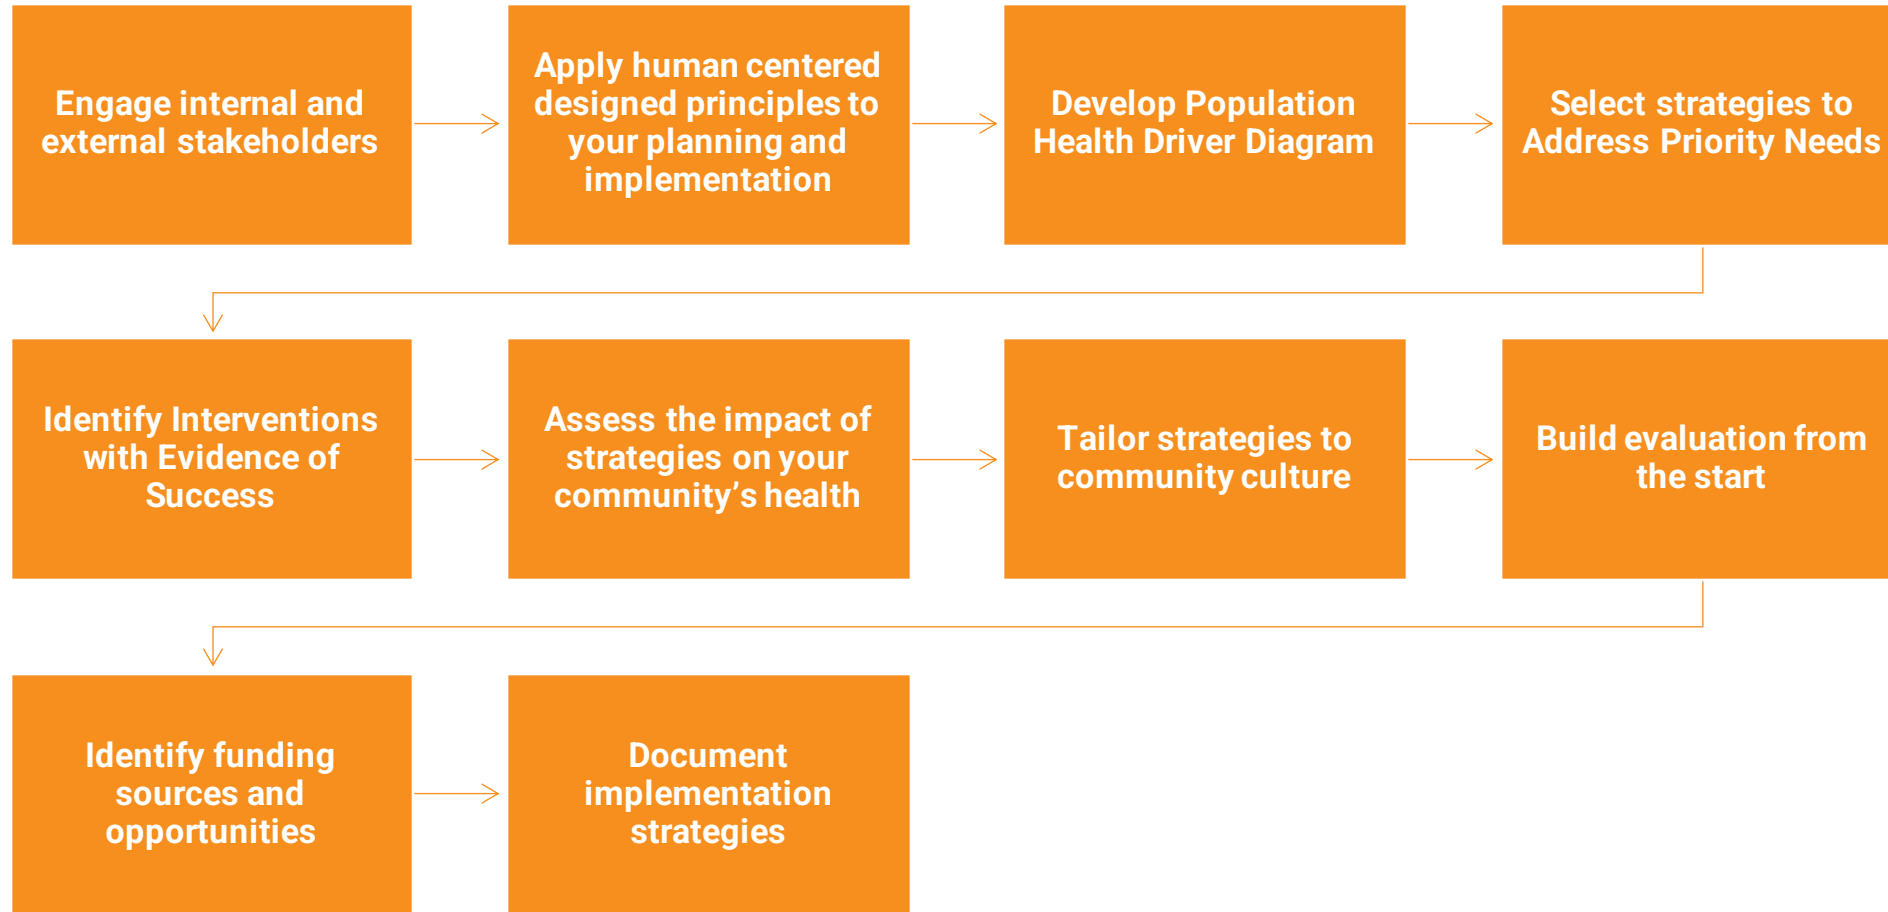 Engage internal and
external stakeholders
Apply human centered
designed principles to
your planning and
implementation
Develop Population
Health Driver Diagram
Select strategies to
Address Priority Needs
Identify Interventions
with Evidence of
Success
Assess the impact of
strategies on your
community’s health
Tailor strategies to
community culture
Build evaluation from
the start
Identify funding
sources and
opportunities
Document
implementation
strategies